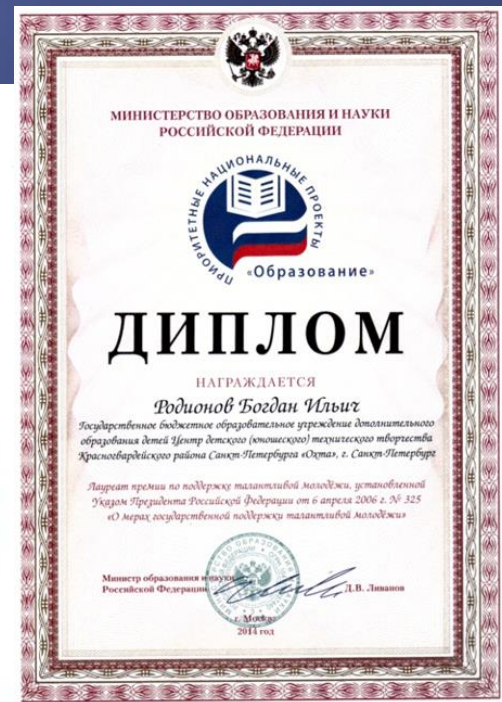 МИНИСТЕРСТВО ОБРАЗОВАНИЯ И НАУКИ
РОССИЙСКОЙ ФЕДЕРАЦИИ
ПРИОРИТЕТНЫЕ НАЦИОНАЛЬНЫЕ ПРОЕКТЫ
«Образование»
ДИПЛОМ
НАГРАЖДАЕТСЯ
Родионов Богдан Ильич
Государственное бюджетное образовательное учреждение дополнительного
образования детей Центр детского (юношеского) технического творчества
Красногвардейского района Санкт-Петербурга «Охта», г. Санкт-Петербург
Лауреат премии по поддержке талантливой молодёжи, установленной
Указом Президента Российской Федерации от 6 апреля 2006 г. № 325
«О мерах государственной поддержки талантливой молодёжи»
Министр образования и науки
Российской Федерации
Д.В. Ливанов
г. Москва
2014 год